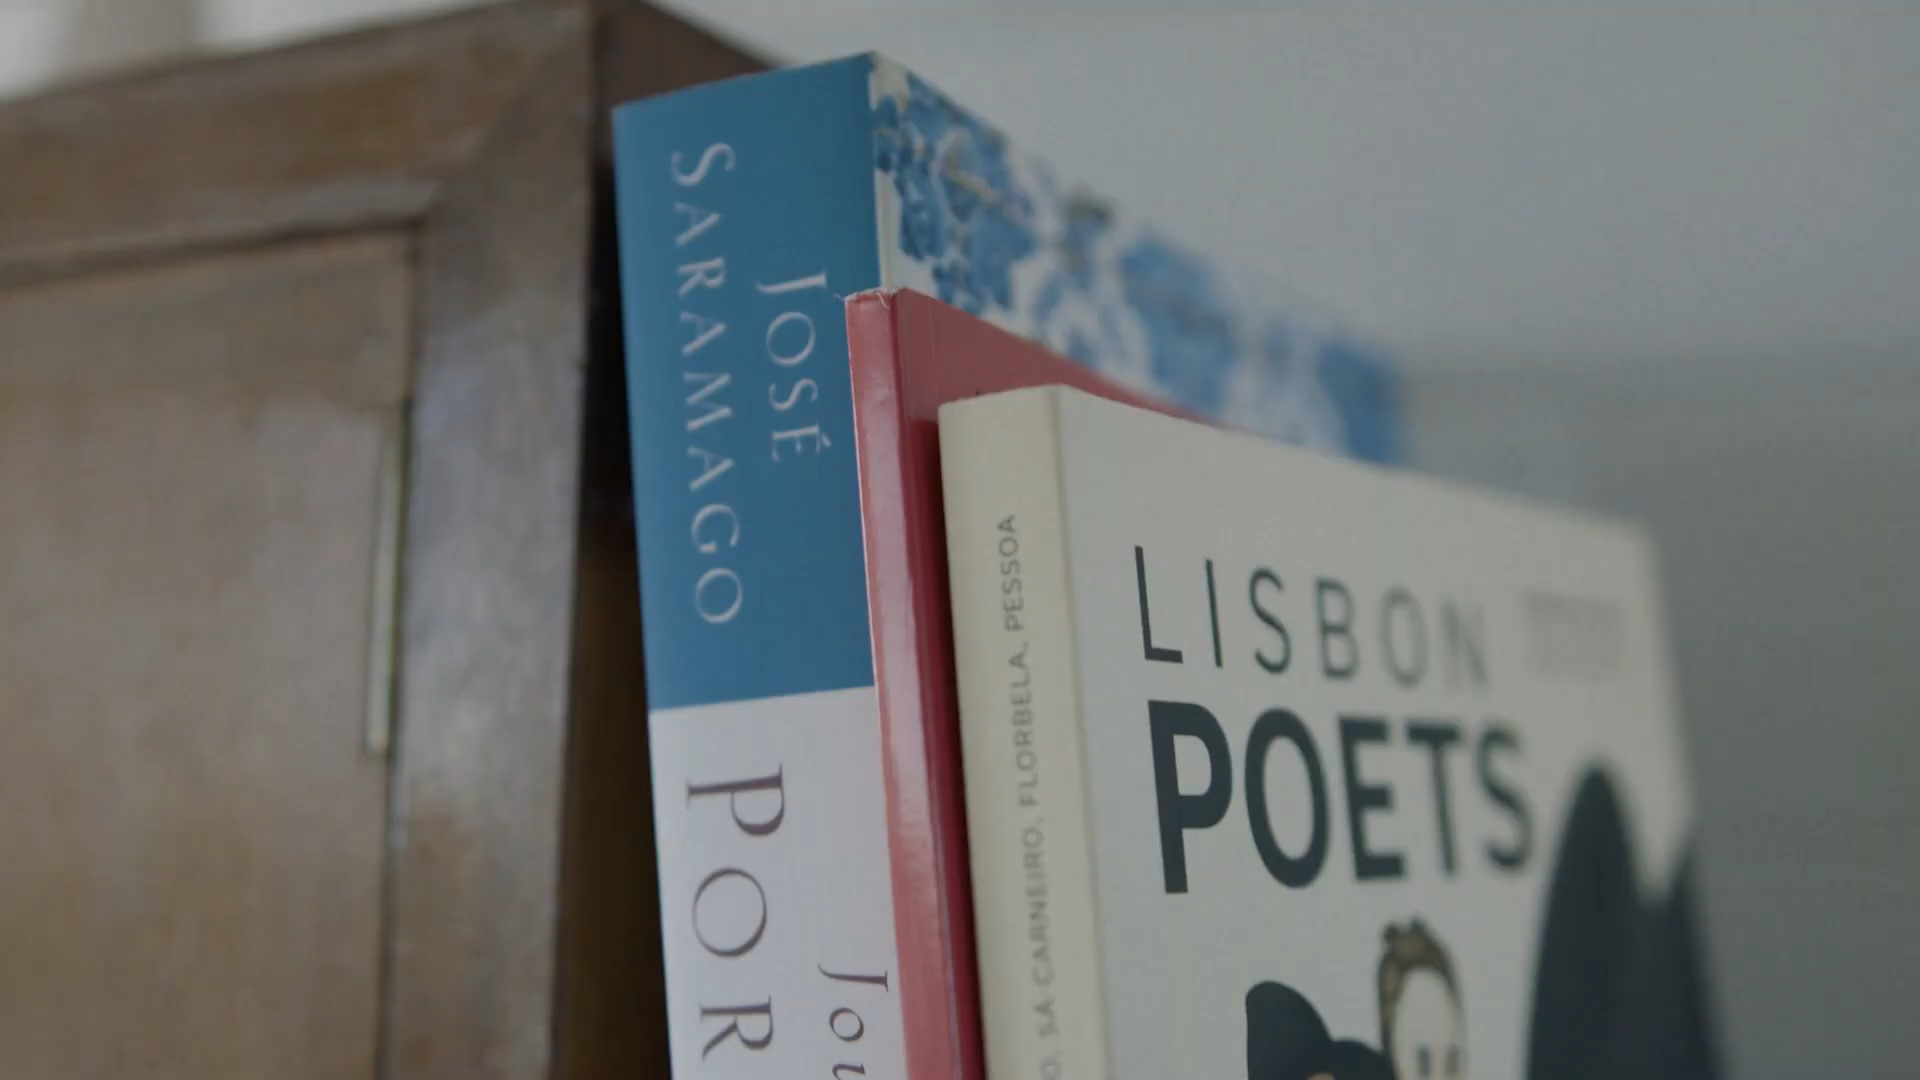 JOSÉ
SARAMAGO
JOU
POR
O, SÁ CARNEIRO, FLORBELA, PESSOA
LISBON
POETS